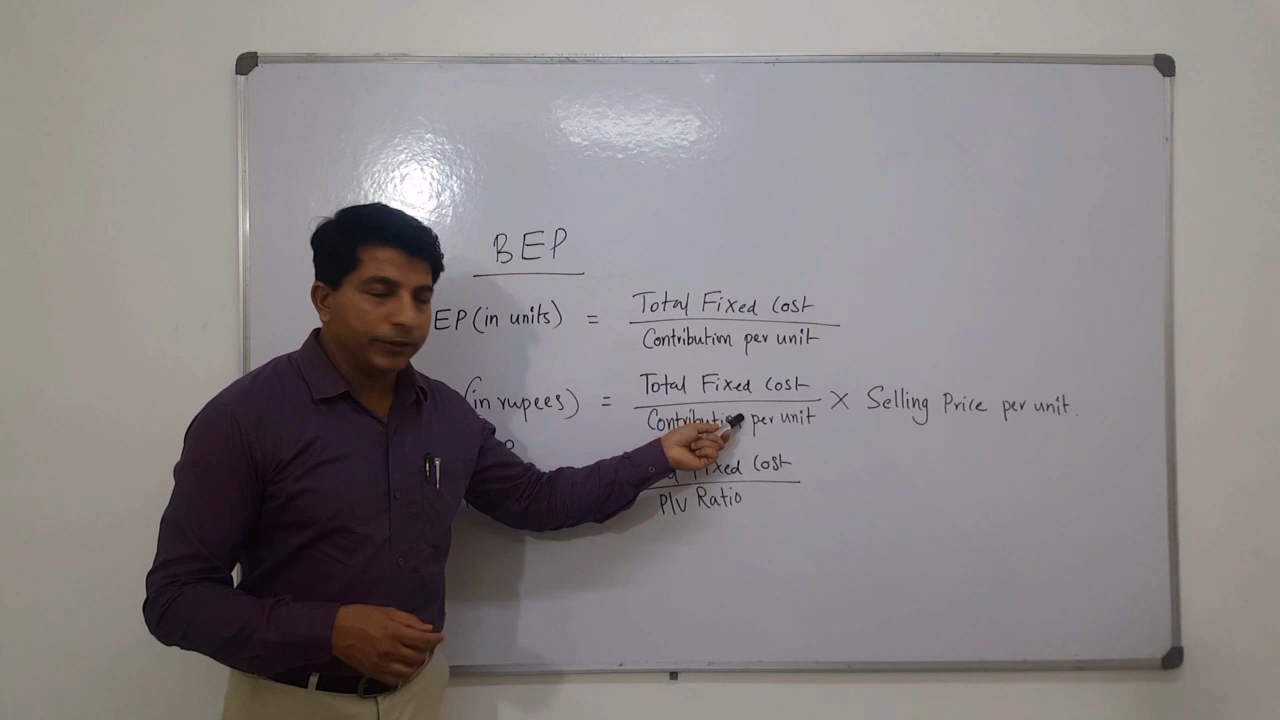 BEP
EP (in units) = Total Fixed Cost / Contribution per unit
(in rupees) = Total Fixed Cost / Contribution per unit × Selling Price per unit.
Fixed Cost / P/V Ratio